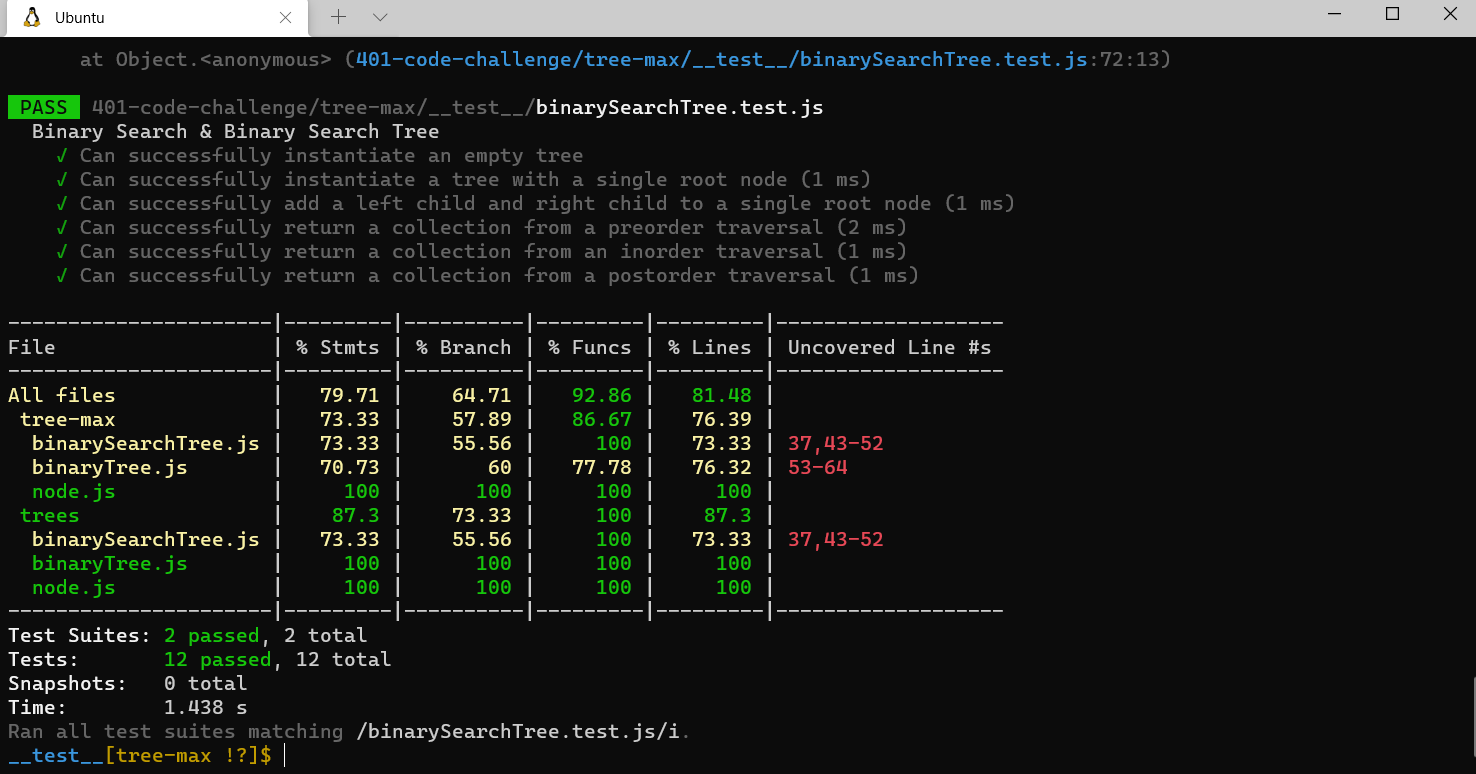 Ubuntu
at Object.<anonymous> (401-code-challenge/tree-max/__test__/binarySearchTree.test.js:72:13)
PASS 401-code-challenge/tree-max/__test__/binarySearchTree.test.js
Binary Search & Binary Search Tree
√ Can successfully instantiate an empty tree
√ Can successfully instantiate a tree with a single root node (1 ms)
√ Can successfully add a left child and right child to a single root node (1 ms)
√ Can successfully return a collection from a preorder traversal (2 ms)
√ Can successfully return a collection from an inorder traversal (1 ms)
√ Can successfully return a collection from a postorder traversal (1 ms)
----------------------|---------|----------|---------|---------|-------------------
File                  | % Stmts | % Branch | % Funcs | % Lines | Uncovered Line #s
----------------------|---------|----------|---------|---------|-------------------
All files             |   79.71 |    64.71 |   92.86 |   81.48 |
 tree-max             |   73.33 |    57.89 |   86.67 |   76.39 |
  binarySearchTree.js |   73.33 |    55.56 |     100 |   73.33 | 37,43-52
  binaryTree.js       |   70.73 |       60 |   77.78 |   76.32 | 53-64
  node.js             |     100 |      100 |     100 |     100 |
 trees                |    87.3 |    73.33 |     100 |    87.3 |
  binarySearchTree.js |   73.33 |    55.56 |     100 |   73.33 | 37,43-52
  binaryTree.js       |     100 |      100 |     100 |     100 |
  node.js             |     100 |      100 |     100 |     100 |
----------------------|---------|----------|---------|---------|-------------------
Test Suites: 2 passed, 2 total
Tests:       12 passed, 12 total
Snapshots:   0 total
Time:        1.438 s
Ran all test suites matching /binarySearchTree.test.js/i.
__test__[tree-max !?]$